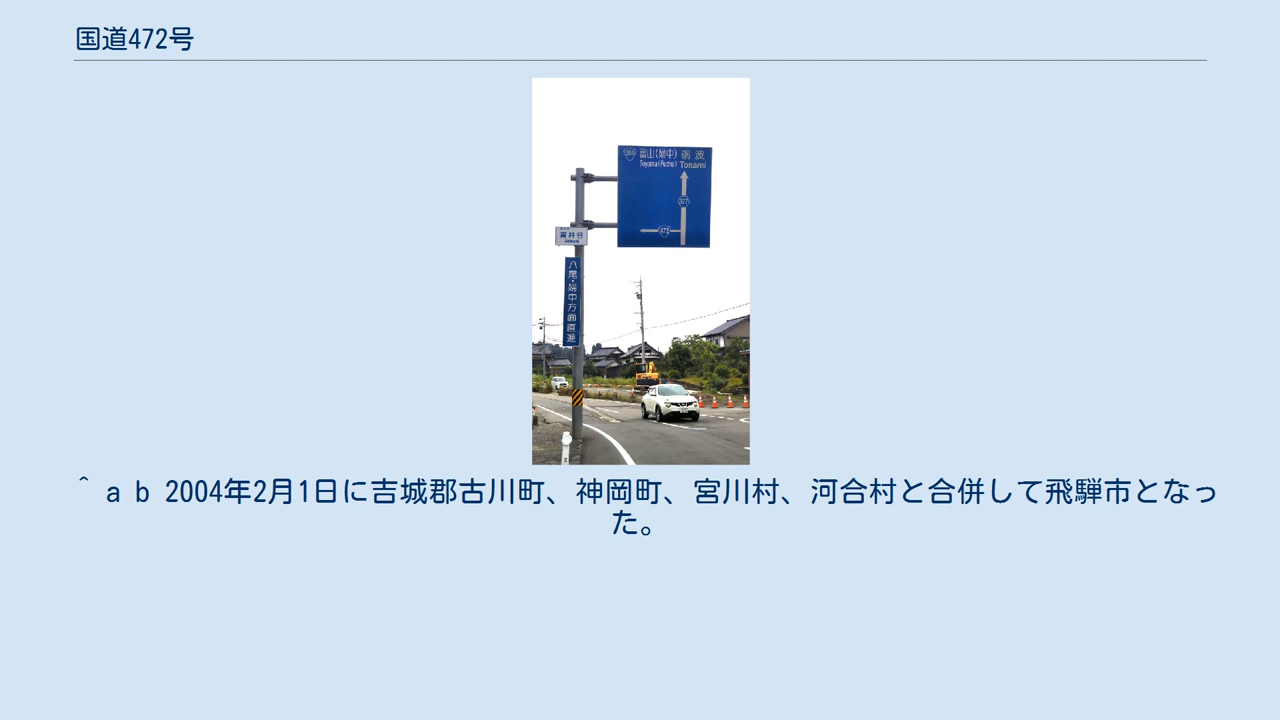 国道472号
富山(婦中) 砺波
Toyama(Fuchu) Tonami
377
472
八尾・婦中方面直進
^ a b 2004年2月1日に吉城郡古川町、神岡町、宮川村、河合村と合併して飛騨市となっ
た。